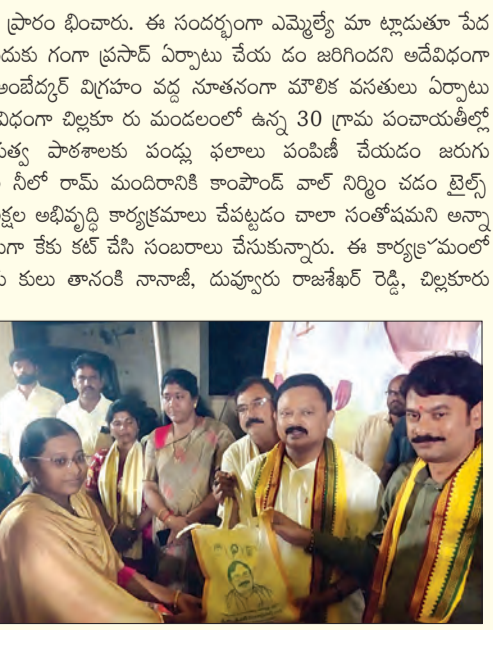 ప్రారం భించారు. ఈ సందర్భంగా ఎమ్మెల్యే మా ట్లాడుతూ పేద
దుకు గంగా ప్రసాద్ ఏర్పాటు చేయ డం జరిగిందని అదేవిధంగా
అంబేద్కర్ విగ్రహం వద్ద నూతనంగా మౌలిక వసతులు ఏర్పాటు
విధంగా చిల్లకూ రు మండలంలో ఉన్న 30 గ్రామ పంచాయతీల్లో
పాఠశాలకు పండ్లు ఫలాలు పంపిణీ చేయడం జరుగు
నీలో రామ్ మందిరానికి కాంపౌండ్ వాల్ నిర్మిం చడం టైల్స్
క్షల అభివృద్ధి కార్యక్రమాలు చేపట్టడం చాలా సంతోషమని అన్నా
గా కేకు కట్ చేసి సంబరాలు చేసుకున్నారు. ఈ కార్యక్రమంలో
కులు తానంకి నానాజీ, దువ్వూరు రాజశేఖర్ రెడ్డి, చిల్లకూరు